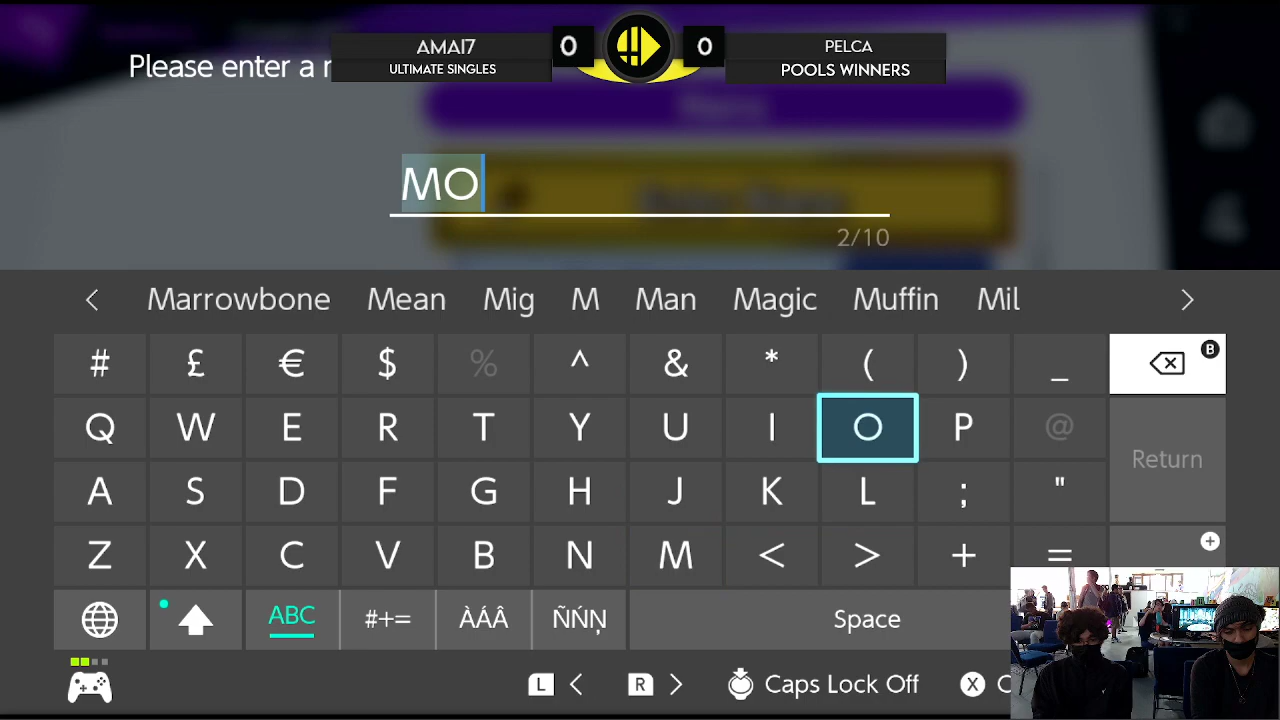 AMAI7
ULTIMATE SINGLES
0
0
PELCA
POOLS WINNERS
Please enter a
MO
2/10
< Marrowbone Mean Mig M Man Magic Muffin Mil >
# £ € $ % ^ & * ( ) _ B
Q W E R T Y U I O P @
Return
A S D F G H J K L ; "
Z X C V B N M < > + = +
ABC #+= ÀÁÂ ÑŃŅ Space
L < R > Caps Lock Off X